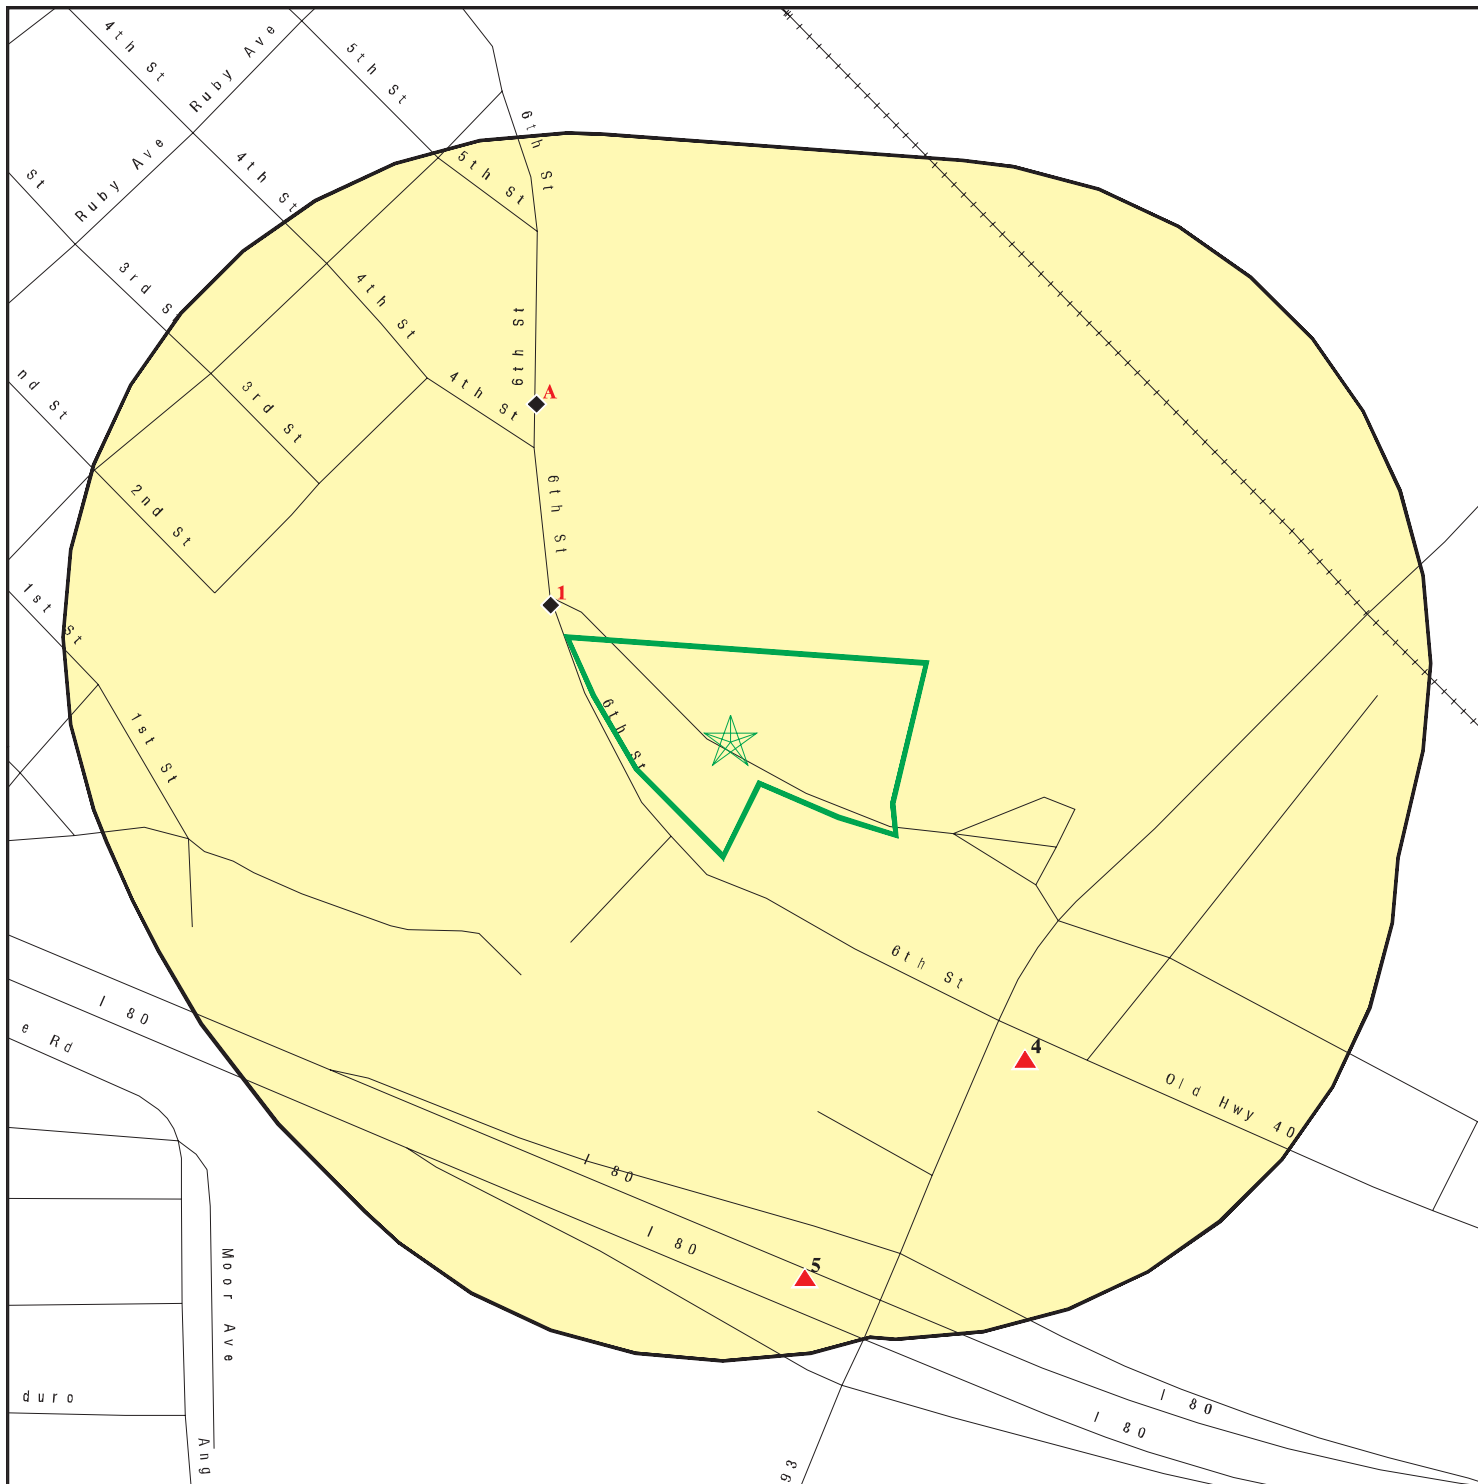 4th St
Ruby Ave
5th St
6th St
Ruby Ave
4th St
5th St
St
3rd S
4th St
6th St
nd St
3rd St
4th St
A
2nd St
6th St
1st St
1
1st St
6th St
6th St
I 80
e Rd
4
Old Hwy 40
I 80
I 80
5
Moor Ave
duro
I 80
I 80
Ang
93